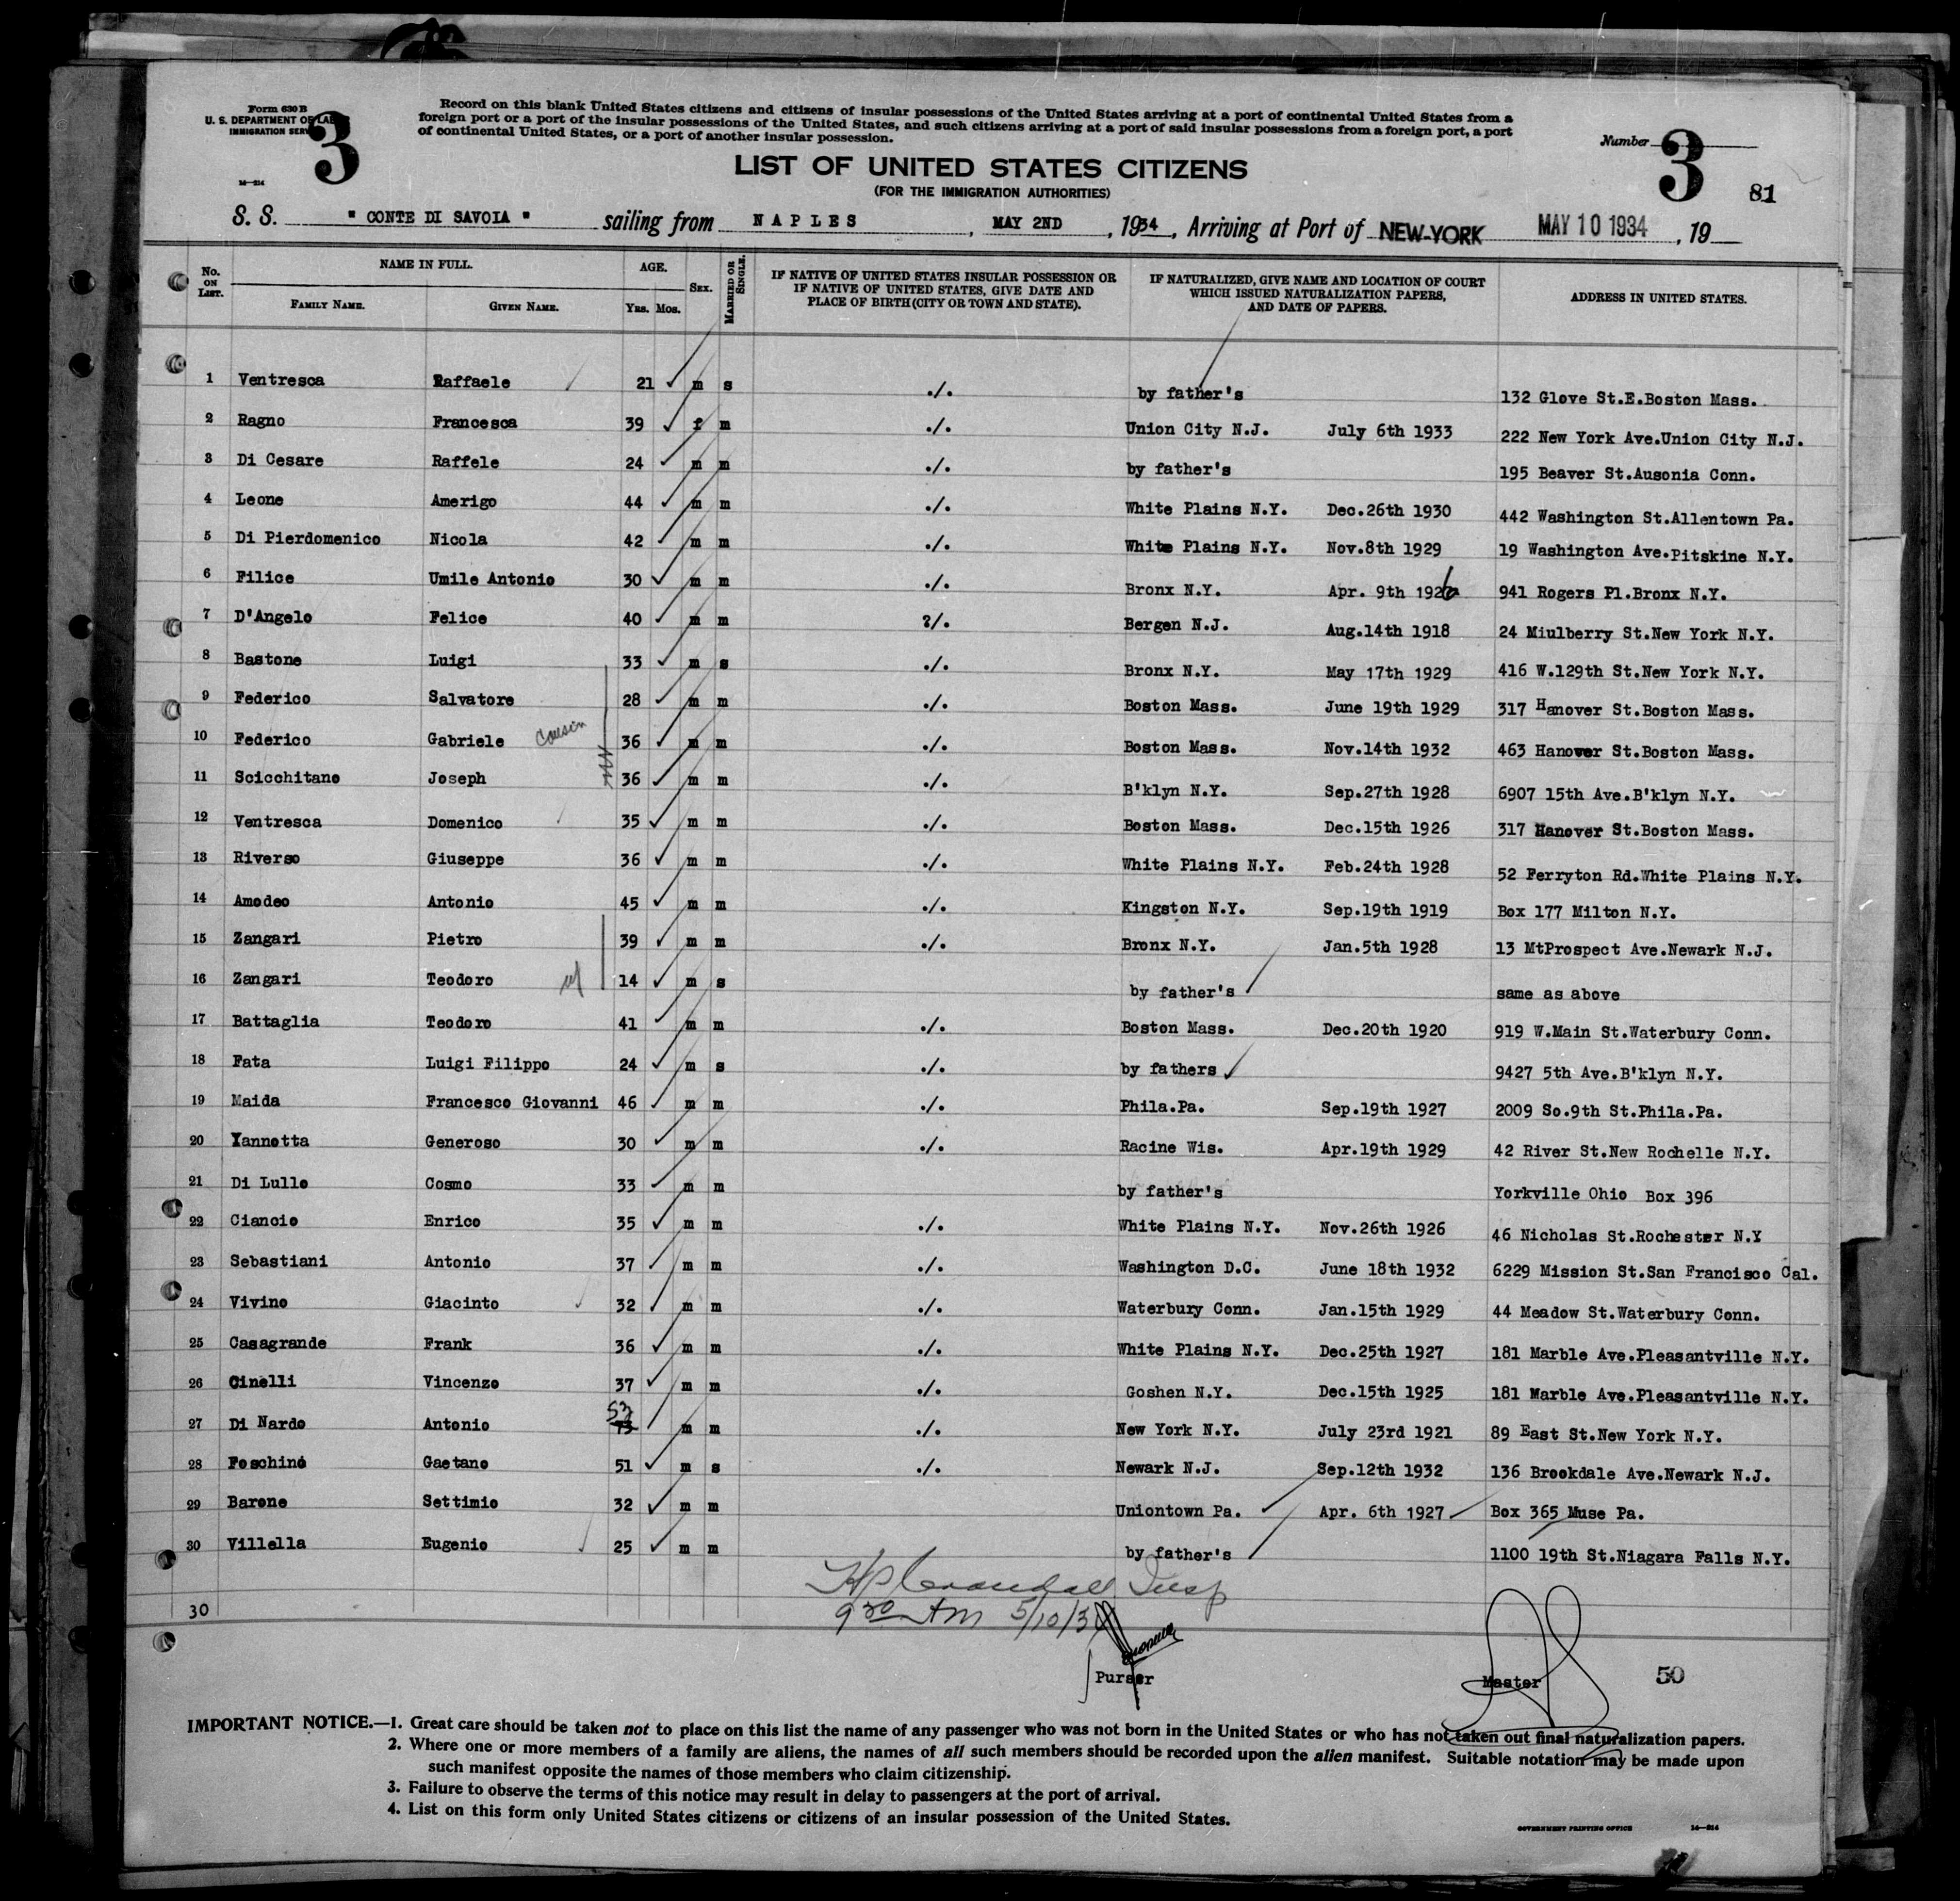 Form 630 B
U. S. DEPARTMENT OF LAB
IMMIGRATION SERV
3
14—214
Record on this blank United States citizens and citizens of insular possessions of the United States arriving at a port of continental United States from a
foreign port or a port of the insular possessions of the United States, and such citizens arriving at a port of said insular possessions from a foreign port, a port
of continental United States, or a port of another insular possession.
Number 3
81
LIST OF UNITED STATES CITIZENS
(FOR THE IMMIGRATION AUTHORITIES)
S. S. " CONTE DI SAVOIA " sailing from NAPLES, MAY 2ND, 1934, Arriving at Port of NEW-YORK MAY 10 1934, 19
No. ON LIST. NAME IN FULL. FAMILY NAME. GIVEN NAME. AGE. Yrs. Mos. SEX. MARRIED OR SINGLE. IF NATIVE OF UNITED STATES INSULAR POSSESSION OR IF NATIVE OF UNITED STATES, GIVE DATE AND PLACE OF BIRTH (CITY OR TOWN AND STATE). IF NATURALIZED, GIVE NAME AND LOCATION OF COURT WHICH ISSUED NATURALIZATION PAPERS, AND DATE OF PAPERS. ADDRESS IN UNITED STATES.
1 Ventresca Raffaele 21 m s ./. by father's 132 Glove St.E.Boston Mass.
2 Ragno Francesca 39 f m ./. Union City N.J. July 6th 1933 222 New York Ave.Union City N.J.
3 Di Cesare Raffele 24 m m ./. by father's 195 Beaver St.Ausonia Conn.
4 Leone Amerigo 44 m m ./. White Plains N.Y. Dec.26th 1930 442 Washington St.Allentown Pa.
5 Di Pierdomenico Nicola 42 m m ./. White Plains N.Y. Nov.8th 1929 19 Washington Ave.Pitskine N.Y.
6 Filice Umile Antonio 30 m m ./. Bronx N.Y. Apr. 9th 1926 941 Rogers Pl.Bronx N.Y.
7 D'Angelo Felice 40 m m ?/. Bergen N.J. Aug.14th 1918 24 Miulberry St.New York N.Y.
8 Bastone Luigi 33 m s ./. Bronx N.Y. May 17th 1929 416 W.129th St.New York N.Y.
9 Federico Salvatore 28 m m ./. Boston Mass. June 19th 1929 317 Hanover St.Boston Mass.
10 Federico Gabriele Cousin 36 m m ./. Boston Mass. Nov.14th 1932 463 Hanover St.Boston Mass.
11 Scicchitano Joseph 36 m m ./. B'klyn N.Y. Sep.27th 1928 6907 15th Ave.B'klyn N.Y.
12 Ventresca Domenico 35 m m ./. Boston Mass. Dec.15th 1926 317 Hanover St.Boston Mass.
13 Riverso Giuseppe 36 m m ./. White Plains N.Y. Feb.24th 1928 52 Ferryton Rd.White Plains N.Y.
14 Amodeo Antonio 45 m m ./. Kingston N.Y. Sep.19th 1919 Box 177 Milton N.Y.
15 Zangari Pietro 39 m m ./. Bronx N.Y. Jan.5th 1928 13 MtProspect Ave.Newark N.J.
16 Zangari Teodoro 14 m s by father's same as above
17 Battaglia Teodoro 41 m m ./. Boston Mass. Dec.20th 1920 919 W.Main St.Waterbury Conn.
18 Fata Luigi Filippo 24 m s ./. by fathers 9427 5th Ave.B'klyn N.Y.
19 Maida Francesco Giovanni 46 m m ./. Phila.Pa. Sep.19th 1927 2009 So.9th St.Phila.Pa.
20 Yannotta Generoso 30 m m ./. Racine Wis. Apr.19th 1929 42 River St.New Rochelle N.Y.
21 Di Lullo Cosmo 33 m m by father's Yorkville Ohio Box 396
22 Ciancio Enrico 35 m m ./. White Plains N.Y. Nov.26th 1926 46 Nicholas St.Rochester N.Y
23 Sebastiani Antonio 37 m m ./. Washington D.C. June 18th 1932 6229 Mission St.San Francisco Cal.
24 Vivino Giacinto 32 m m ./. Waterbury Conn. Jan.15th 1929 44 Meadow St.Waterbury Conn.
25 Casagrande Frank 36 m m ./. White Plains N.Y. Dec.25th 1927 181 Marble Ave.Pleasantville N.Y.
26 Cinelli Vincenzo 37 m m ./. Goshen N.Y. Dec.15th 1925 181 Marble Ave.Pleasantville N.Y.
27 Di Nardo Antonio 53 73 m m ./. New York N.Y. July 23rd 1921 89 East St.New York N.Y.
28 Foschino Gaetano 51 m s ./. Newark N.J. Sep.12th 1932 136 Brookdale Ave.Newark N.J.
29 Barone Settimio 32 m m Uniontown Pa. Apr. 6th 1927 Box 365 Muse Pa.
30 Villella Eugenio 25 m m by father's 1100 19th St.Niagara Falls N.Y.
30
H P Crandall Insp
9 30 AM 5/10/34
Purser
Master
50
IMPORTANT NOTICE.—1. Great care should be taken not to place on this list the name of any passenger who was not born in the United States or who has not taken out final naturalization papers.
2. Where one or more members of a family are aliens, the names of all such members should be recorded upon the alien manifest. Suitable notation may be made upon
such manifest opposite the names of those members who claim citizenship.
3. Failure to observe the terms of this notice may result in delay to passengers at the port of arrival.
4. List on this form only United States citizens or citizens of an insular possession of the United States.
GOVERNMENT PRINTING OFFICE 14—214